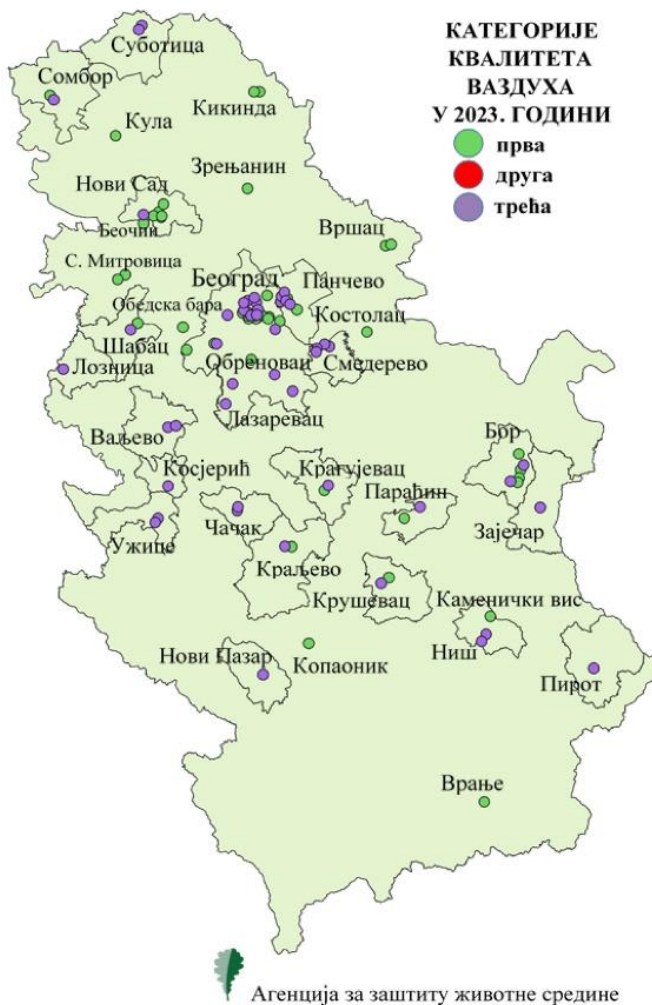 КАТЕГОРИЈЕ
КВАЛИТЕТА
ВАЗДУХА
У 2023. ГОДИНИ
прва
друга
трећа
Суботица
Сомбор
Кикинда
Кула
Зрењанин
Нови Сад
Беочин
Вршац
С. Митровица
Београд
Панчево
Обедска бара
Костолац
Шабац
Обреновац
Смедерево
Лозница
Лазаревац
Ваљево
Бор
Косјерић
Крагујевац
Параћин
Чачак
Зајечар
Ужице
Краљево
Крушевац
Каменички вис
Нови Пазар
Копаоник
Ниш
Пирот
Врање
Агенција за заштиту животне средине